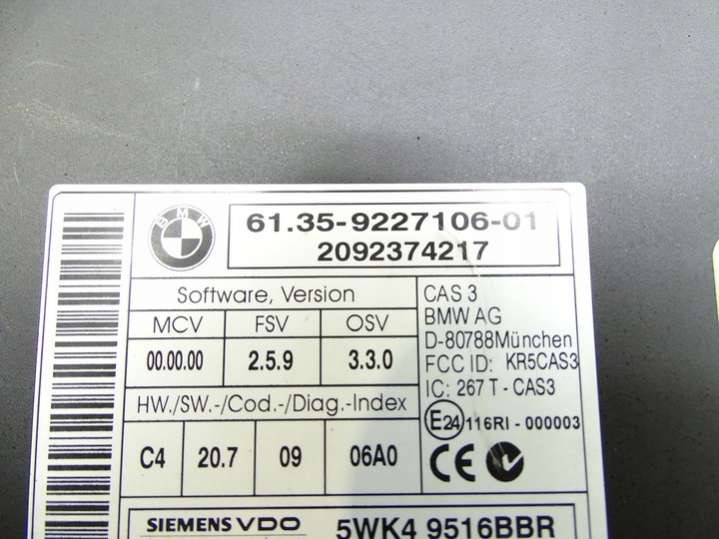 BMW
61.35-9227106-01
2092374217
Software, Version
MCV FSV OSV
00.00.00 2.5.9 3.3.0
HW./SW.-/Cod.-/Diag.-Index
C4 20.7 09 06A0
CAS 3
BMW AG
D-80788München
FCC ID: KR5CAS3
IC: 267 T - CAS3
E24 116RI - 000003
CE
SIEMENS VDO 5WK4 9516BBR